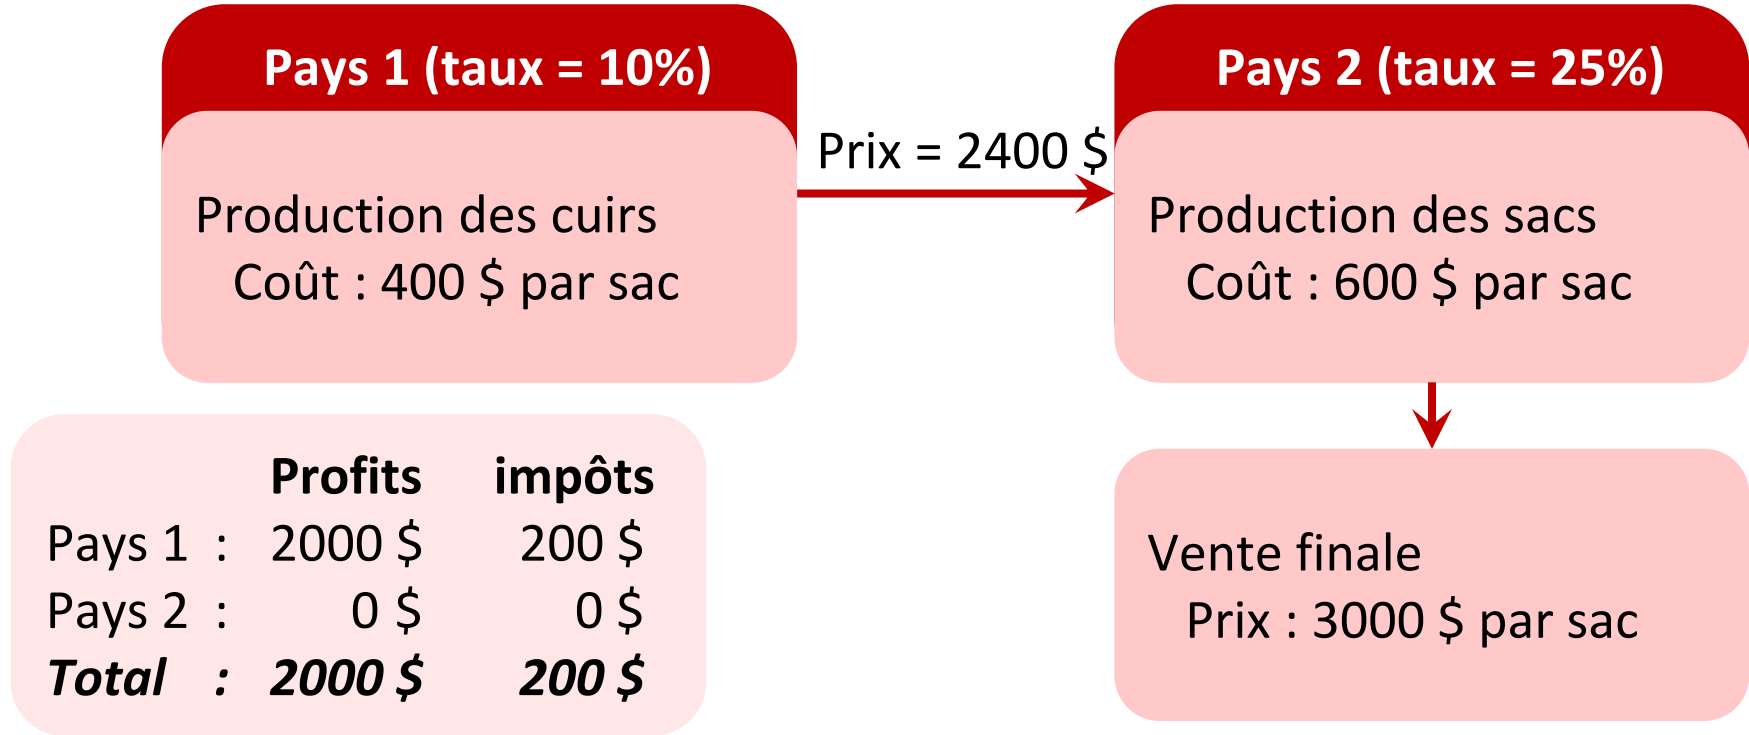 Pays 1 (taux = 10%)
Production des cuirs
Coût : 400 $ par sac
Prix = 2400 $
Pays 2 (taux = 25%)
Production des sacs
Coût : 600 $ par sac
Vente finale
Prix : 3000 $ par sac
Profits impôts
Pays 1 : 2000 $ 200 $
Pays 2 : 0 $ 0 $
Total : 2000 $ 200 $